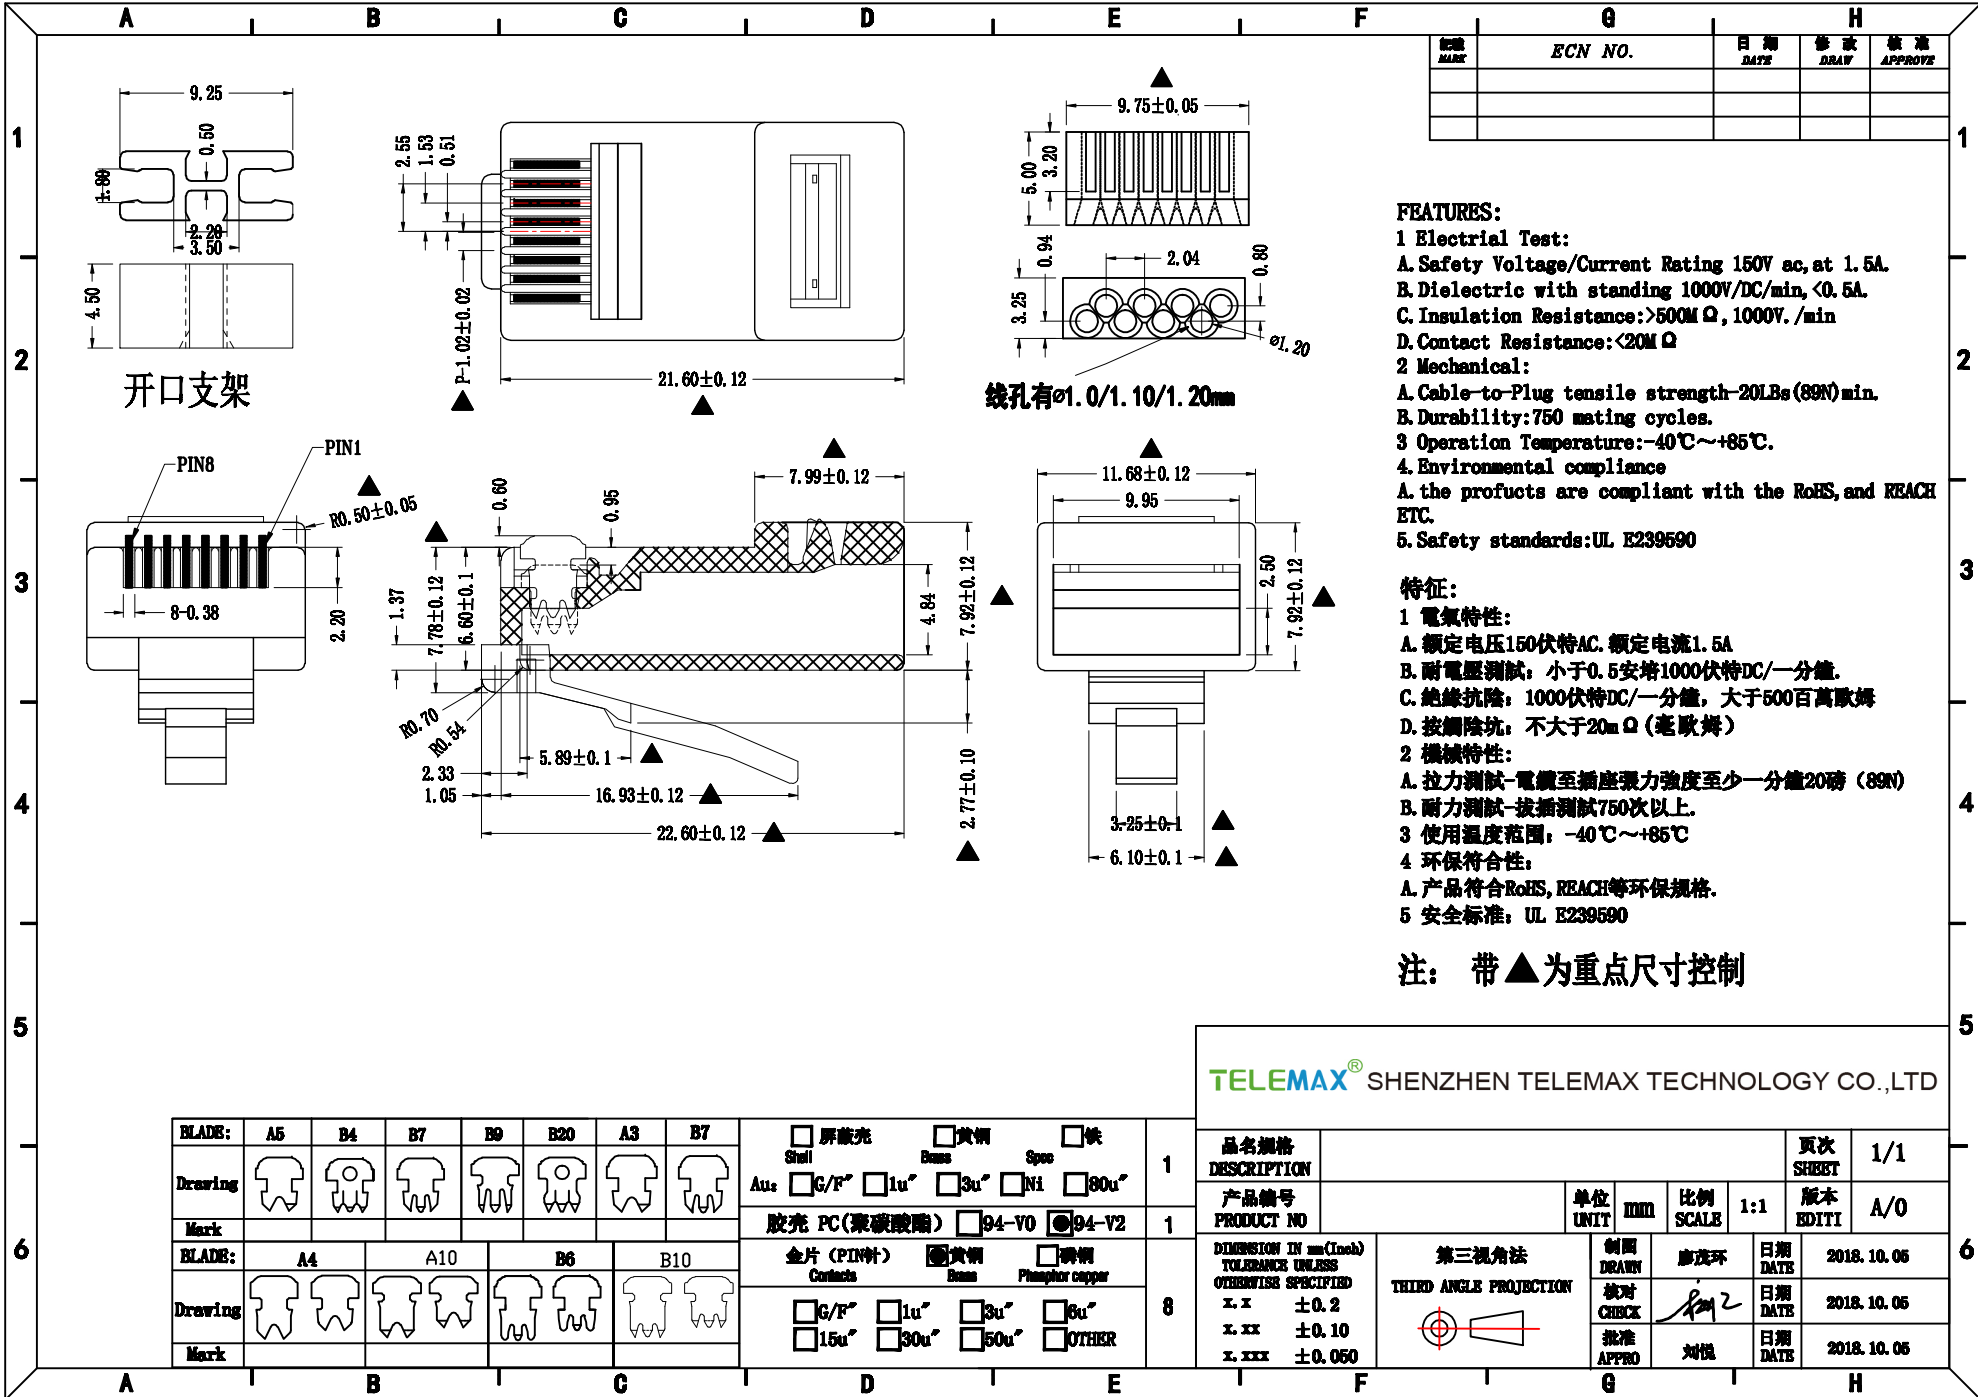 A B C D E F G H
1
2
3
4
5
6
MARK
ECN NO.
日 期
DATE
修 改
DRAW
核 准
APPROVE
9.25
0.50
1.80
2.20
3.50
4.50
开口支架
2.55
1.53
0.51
P-1.02±0.02
21.60±0.12
9.75±0.05
5.00
3.20
0.94
2.04
0.80
3.25
ø1.20
线孔有ø1.0/1.10/1.20mm
PIN8
PIN1
R0.50±0.05
8-0.38
2.20
0.60
0.95
7.99±0.12
1.37
7.78±0.12
6.60±0.1
4.84
7.92±0.12
R0.70
R0.54
5.89±0.1
2.33
1.05
16.93±0.12
22.60±0.12
2.77±0.10
11.68±0.12
9.95
2.50
7.92±0.12
3.25±0.1
6.10±0.1
FEATURES:
1 Electrial Test:
A.Safety Voltage/Current Rating 150V ac,at 1.5A.
B.Dielectric with standing 1000V/DC/min,<0.5A.
C.Insulation Resistance:>500MΩ,1000V./min
D.Contact Resistance:<20MΩ
2 Mechanical:
A.Cable-to-Plug tensile strength-20LBs(89N)min.
B.Durability:750 mating cycles.
3 Operation Temperature:-40℃~+85℃.
4.Environmental compliance
A.the profucts are compliant with the RoHS,and REACH
ETC.
5.Safety standards:UL E239590
特征:
1 電氣特性:
A.额定电压150伏特AC.额定电流1.5A
B.耐電壓測試：小于0.5安培1000伏特DC/一分鐘.
C.绝缘抗阻：1000伏特DC/一分鐘，大于500百萬歐姆
D.按觸阻坑：不大于20mΩ(毫歐姆)
2 機械特性:
A.拉力測試-電纜至插座張力強度至少一分鐘20磅（89N)
B.耐力測試-拔插測試750次以上.
3 使用温度范围：-40℃~+85℃
4 环保符合性:
A.产品符合RoHS,REACH等环保规格.
5 安全标准：UL E239590
注： 带▲为重点尺寸控制
TELEMAX® SHENZHEN TELEMAX TECHNOLOGY CO.,LTD
BLADE: A5 B4 B7 B9 B20 A3 B7
Drawing
Mark
BLADE: A4 A10 B6 B10
Drawing
Mark
屏蔽壳 黄铜 铁
Shell Brass Spcc
Au: G/F" 1u" 3u" Ni 80u"
1
胶壳 PC(聚碳酸酯) 94-V0 94-V2
1
金片（PIN针） 黄铜 磷铜
Contacts Brass Phosphor copper
G/F" 1u" 3u" 6u"
15u" 30u" 50u" OTHER
8
品名规格
DESCRIPTION
页次
SHEET
1/1
产品编号
PRODUCT NO
单位
UNIT
mm
比例
SCALE
1:1
版本
EDITI
A/0
DIMENSION IN mm(Inch)
TOLERANCE UNLESS
OTHERWISE SPECIFIED
X.X ±0.2
X.XX ±0.10
X.XXX ±0.050
第三视角法
THIRD ANGLE PROJECTION
制图
DRAWN
廖茂环
日期
DATE
2018.10.05
核对
CHECK
日期
DATE
2018.10.05
批准
APPRO
刘悦
日期
DATE
2018.10.05
1
2
3
4
5
6
A B C D E F G H